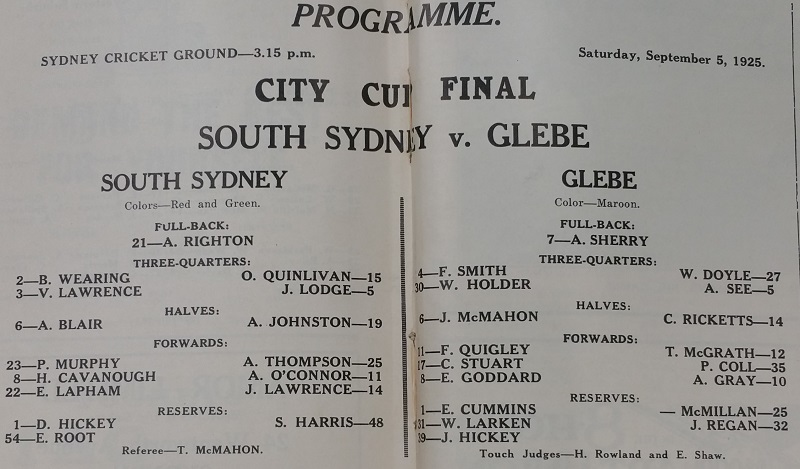 PROGRAMME.
SYDNEY CRICKET GROUND—3.15 p.m.
Saturday, September 5, 1925.
CITY CUP FINAL
SOUTH SYDNEY v. GLEBE
SOUTH SYDNEY
Colors—Red and Green.
FULL-BACK:
21—A. RIGHTON
THREE-QUARTERS:
2—B. WEARING O. QUINLIVAN—15
3—V. LAWRENCE J. LODGE—5
HALVES:
6—A. BLAIR A. JOHNSTON—19
FORWARDS:
23—P. MURPHY A. THOMPSON—25
8—H. CAVANOUGH A. O'CONNOR—11
22—E. LAPHAM J. LAWRENCE—14
RESERVES:
1—D. HICKEY S. HARRIS—48
54—E. ROOT
Referee—T. McMAHON.
GLEBE
Color—Maroon.
FULL-BACK:
7—A. SHERRY
THREE-QUARTERS:
4—F. SMITH W. DOYLE—27
30—W. HOLDER A. SEE—5
HALVES:
6—J. McMAHON C. RICKETTS—14
FORWARDS:
11—F. QUIGLEY T. McGRATH—12
17—C. STUART P. COLL—35
8—E. GODDARD A. GRAY—10
RESERVES:
1—E. CUMMINS — McMILLAN—25
31—W. LARKEN J. REGAN—32
39—J. HICKEY
Touch Judges—H. Rowland and E. Shaw.